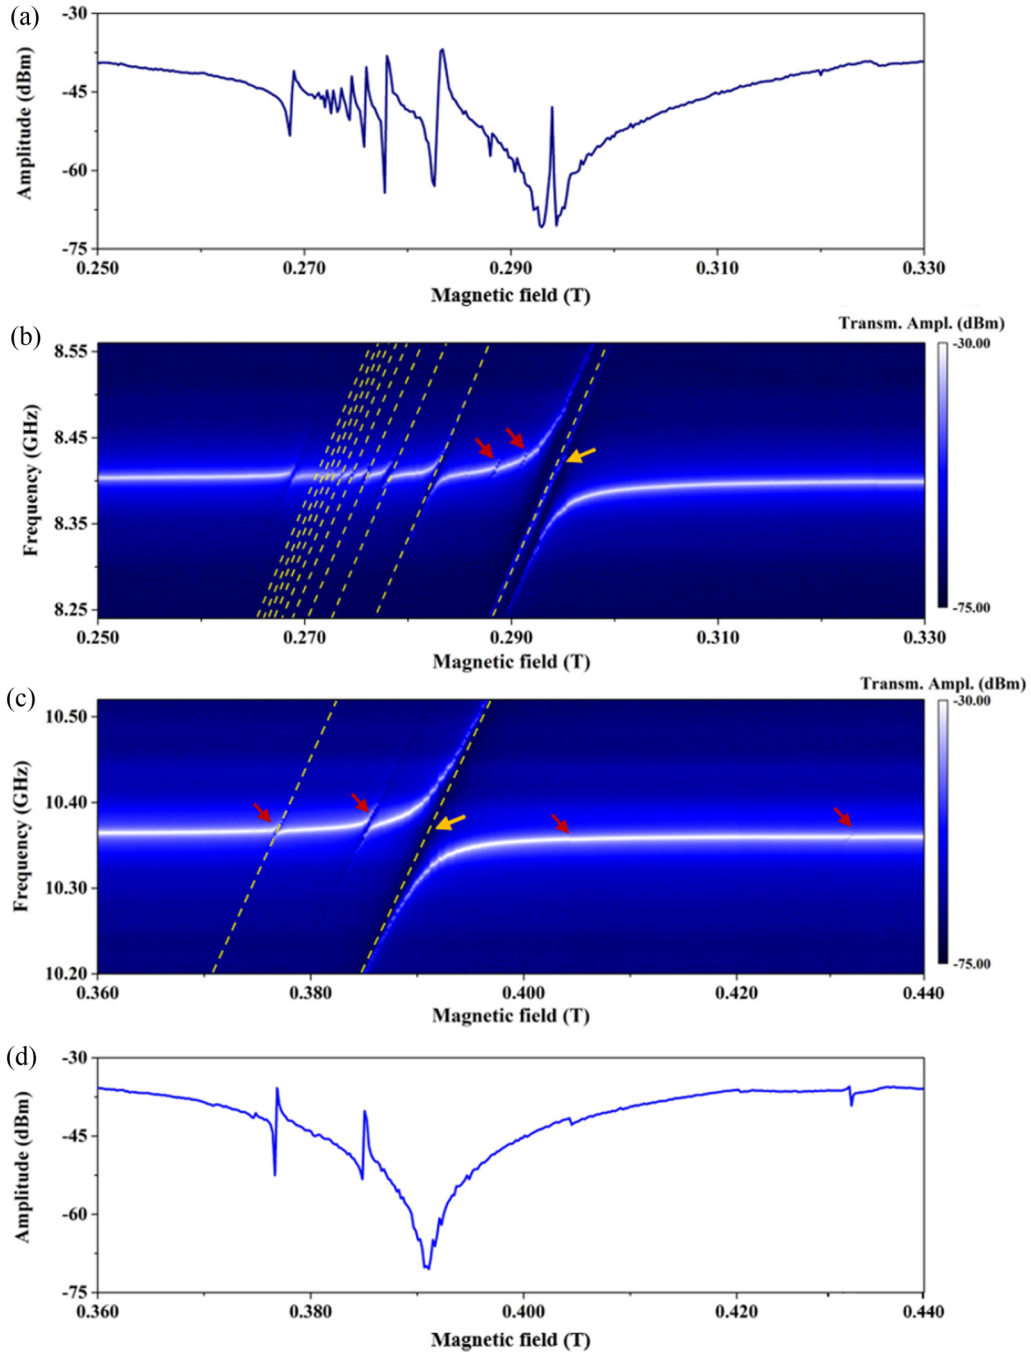 (a)
Amplitude (dBm)
-30
-45
-60
-75
0.250 0.270 0.290 0.310 0.330
Magnetic field (T)
(b)
Transm. Ampl. (dBm)
Frequency (GHz)
8.55
8.45
8.35
8.24
-30.00
-75.00
0.250 0.270 0.290 0.310 0.330
Magnetic field (T)
(c)
Transm. Ampl. (dBm)
Frequency (GHz)
10.50
10.40
10.30
10.20
-30.00
-75.00
0.360 0.380 0.400 0.420 0.440
Magnetic field (T)
(d)
Amplitude (dBm)
-30
-45
-60
-75
0.360 0.380 0.400 0.420 0.440
Magnetic field (T)